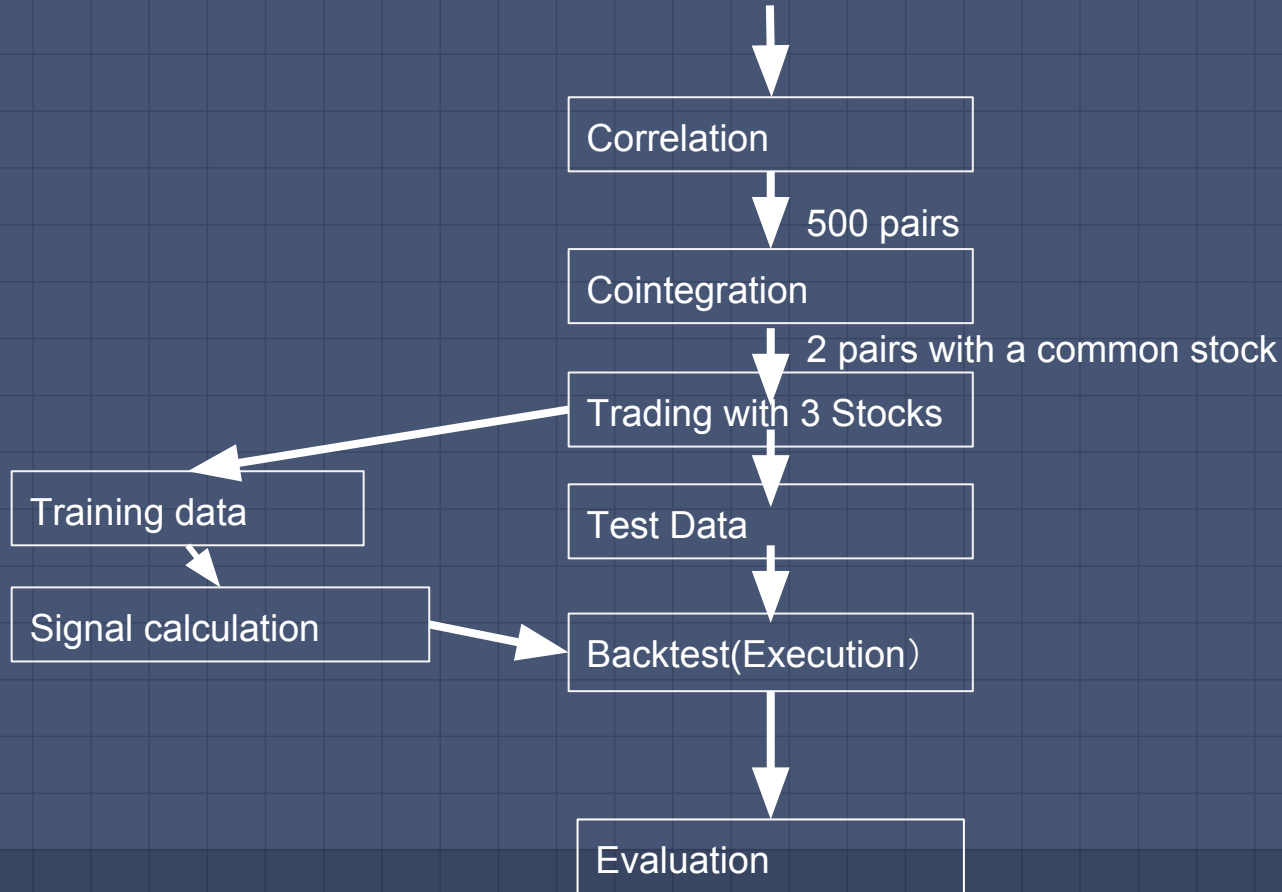 Correlation
500 pairs
Cointegration
2 pairs with a common stock
Trading with 3 Stocks
Training data
Test Data
Signal calculation
Backtest(Execution）
Evaluation